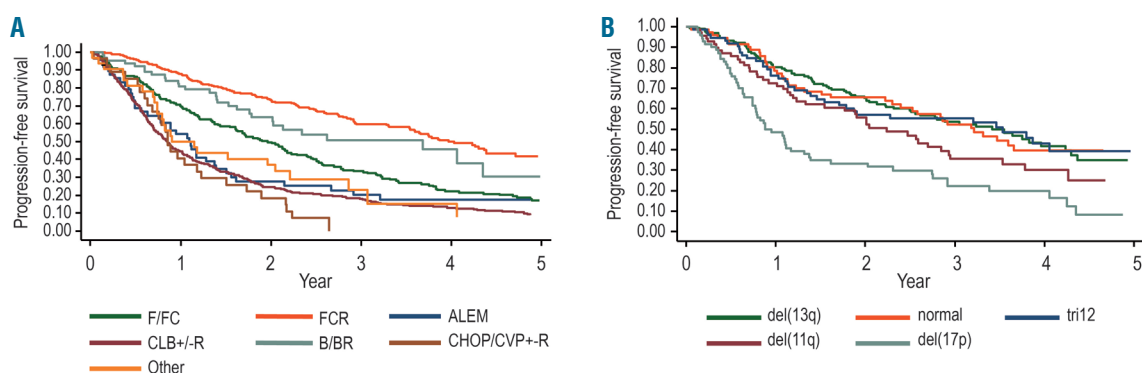 A
Progression-free survival
1.00
0.90
0.80
0.70
0.60
0.50
0.40
0.30
0.20
0.10
0.00
0 1 2 3 4 5
Year
F/FC FCR ALEM
CLB+/-R B/BR CHOP/CVP+-R
Other
B
Progression-free survival
1.00
0.90
0.80
0.70
0.60
0.50
0.40
0.30
0.20
0.10
0.00
0 1 2 3 4 5
Year
del(13q) normal tri12
del(11q) del(17p)